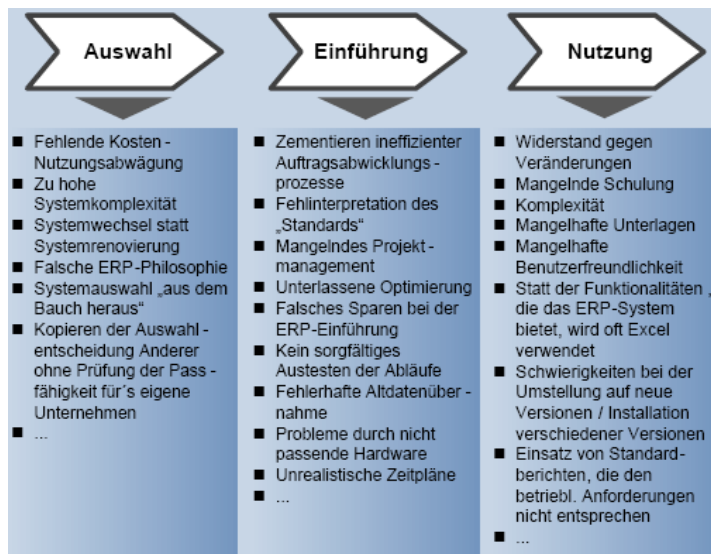 Auswahl
■ Fehlende Kosten -
Nutzungsabwägung
■ Zu hohe
Systemkomplexität
■ Systemwechsel statt
Systemrenovierung
■ Falsche ERP-Philosophie
■ Systemauswahl „aus dem
Bauch heraus“
■ Kopieren der Auswahl -
entscheidung Anderer
ohne Prüfung der Pass -
fähigkeit für´s eigene
Unternehmen
■ ...
Einführung
■ Zementieren ineffizienter
Auftragsabwicklungs -
prozesse
■ Fehlinterpretation des
„Standards“
■ Mangelndes Projekt -
management
■ Unterlassene Optimierung
■ Falsches Sparen bei der
ERP-Einführung
■ Kein sorgfältiges
Austesten der Abläufe
■ Fehlerhafte Altdatenüber -
nahme
■ Probleme durch nicht
passende Hardware
■ Unrealistische Zeitpläne
■ ...
Nutzung
■ Widerstand gegen
Veränderungen
■ Mangelnde Schulung
■ Komplexität
■ Mangelhafte Unterlagen
■ Mangelhafte
Benutzerfreundlichkeit
■ Statt der Funktionalitäten ,
die das ERP-System
bietet, wird oft Excel
verwendet
■ Schwierigkeiten bei der
Umstellung auf neue
Versionen / Installation
verschiedener Versionen
■ Einsatz von Standard-
berichten, die den
betriebl. Anforderungen
nicht entsprechen
■ ...